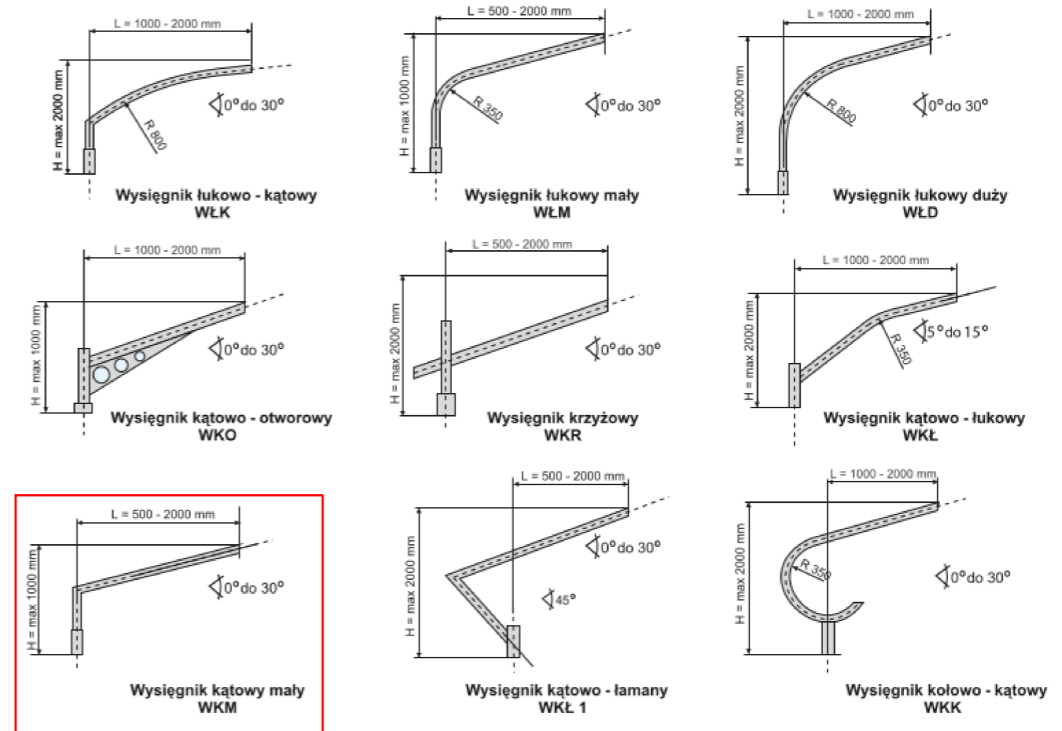 L = 1000 - 2000 mm
H = max 2000 mm
R 800
0° do 30°
Wysięgnik łukowo - kątowy
WŁK
L = 500 - 2000 mm
H = max 1000 mm
R 350
0° do 30°
Wysięgnik łukowy mały
WŁM
L = 1000 - 2000 mm
H = max 2000 mm
R 800
0° do 30°
Wysięgnik łukowy duży
WŁD
L = 1000 - 2000 mm
H = max 1000 mm
0° do 30°
Wysięgnik kątowo - otworowy
WKO
L = 500 - 2000 mm
H = max 2000 mm
0° do 30°
Wysięgnik krzyżowy
WKR
L = 1000 - 2000 mm
H = max 2000 mm
R 350
5° do 15°
Wysięgnik kątowo - łukowy
WKŁ
L = 500 - 2000 mm
H = max 1000 mm
0° do 30°
Wysięgnik kątowy mały
WKM
L = 500 - 2000 mm
H = max 2000 mm
0° do 30°
45°
Wysięgnik kątowo - łamany
WKŁ 1
L = 1000 - 2000 mm
H = max 2000 mm
R 350
0° do 30°
Wysięgnik kołowo - kątowy
WKK